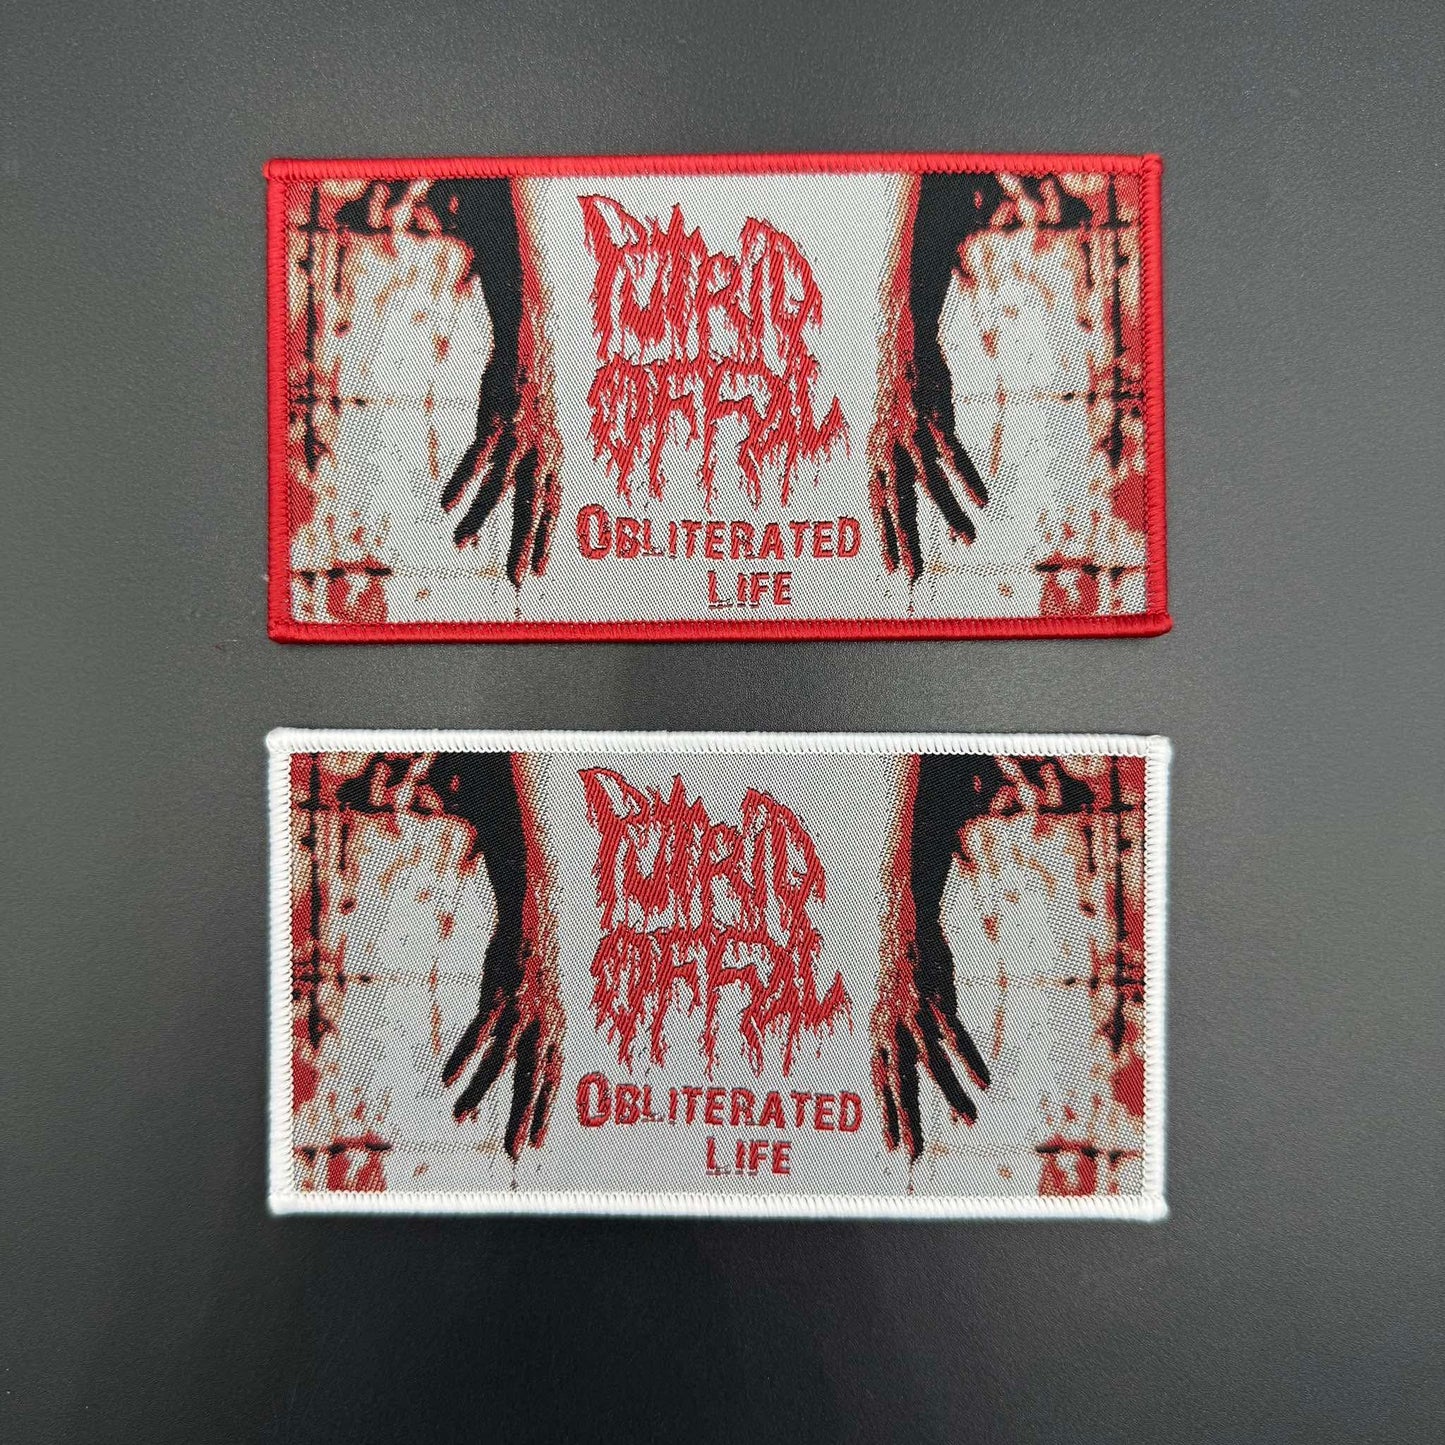 PUTRID
OFFAL
OBLITERATED
LIFE
PUTRID
OFFAL
OBLITERATED
LIFE